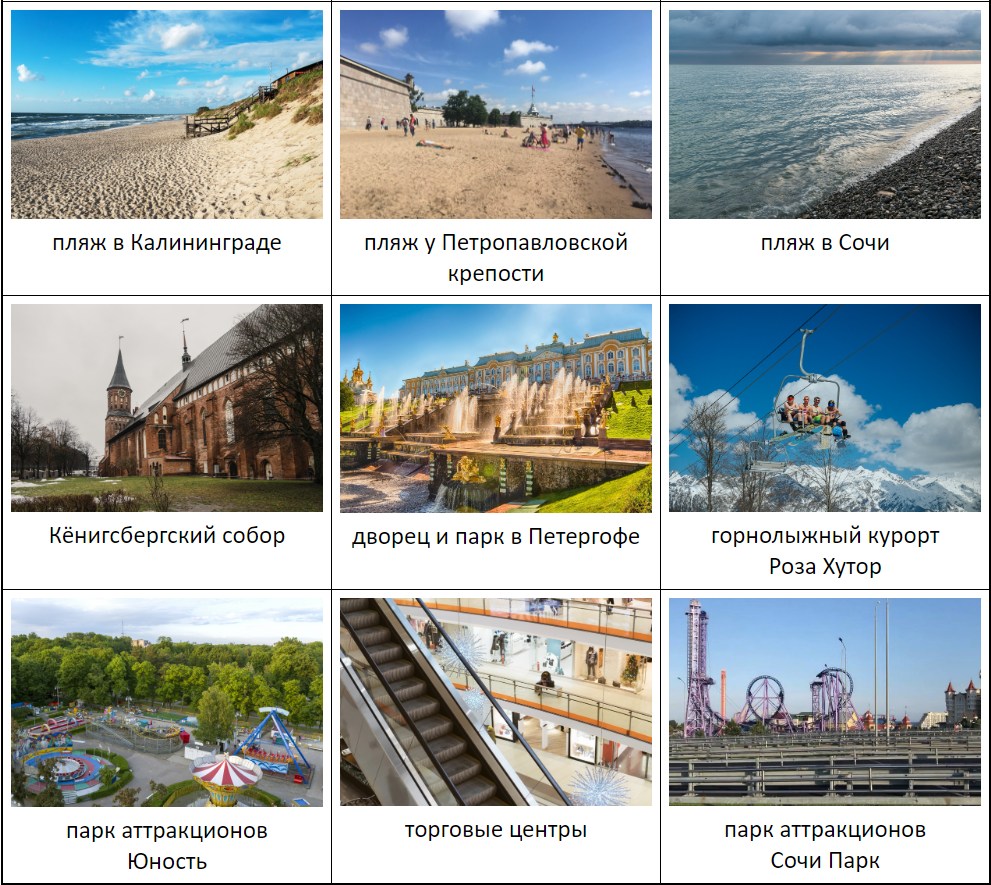 пляж в Калининграде
пляж у Петропавловской
крепости
пляж в Сочи
Кёнигсбергский собор
дворец и парк в Петергофе
горнолыжный курорт
Роза Хутор
парк аттракционов
Юность
торговые центры
парк аттракционов
Сочи Парк